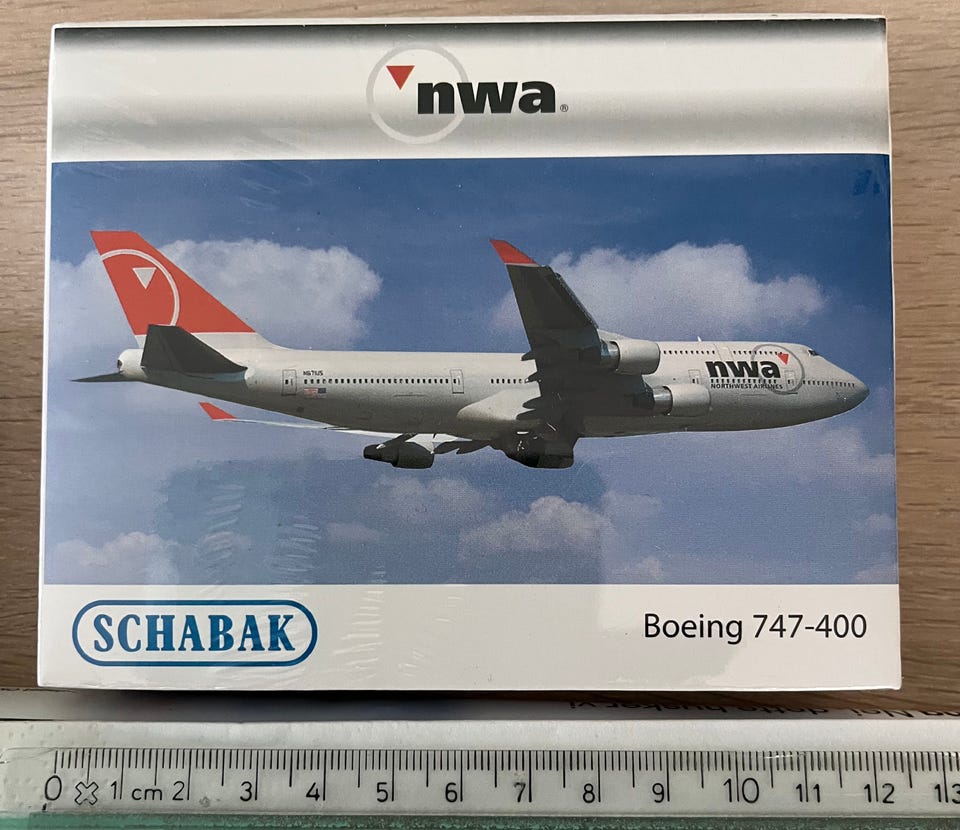 nwa®
N671US
nwa
NORTHWEST AIRLINES
SCHABAK
Boeing 747-400
0 1 cm 2 3 4 5 6 7 8 9 10 11 12 13